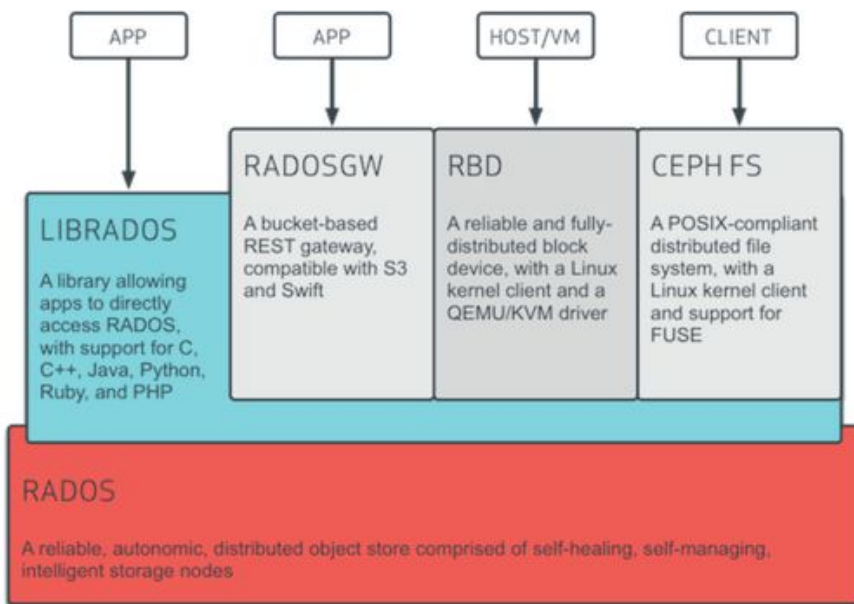 APP
APP
HOST/VM
CLIENT
LIBRADOS
A library allowing
apps to directly
access RADOS,
with support for C,
C++, Java, Python,
Ruby, and PHP
RADOSGW
A bucket-based
REST gateway,
compatible with S3
and Swift
RBD
A reliable and fully-
distributed block
device, with a Linux
kernel client and a
QEMU/KVM driver
CEPH FS
A POSIX-compliant
distributed file
system, with a
Linux kernel client
and support for
FUSE
RADOS
A reliable, autonomic, distributed object store comprised of self-healing, self-managing,
intelligent storage nodes